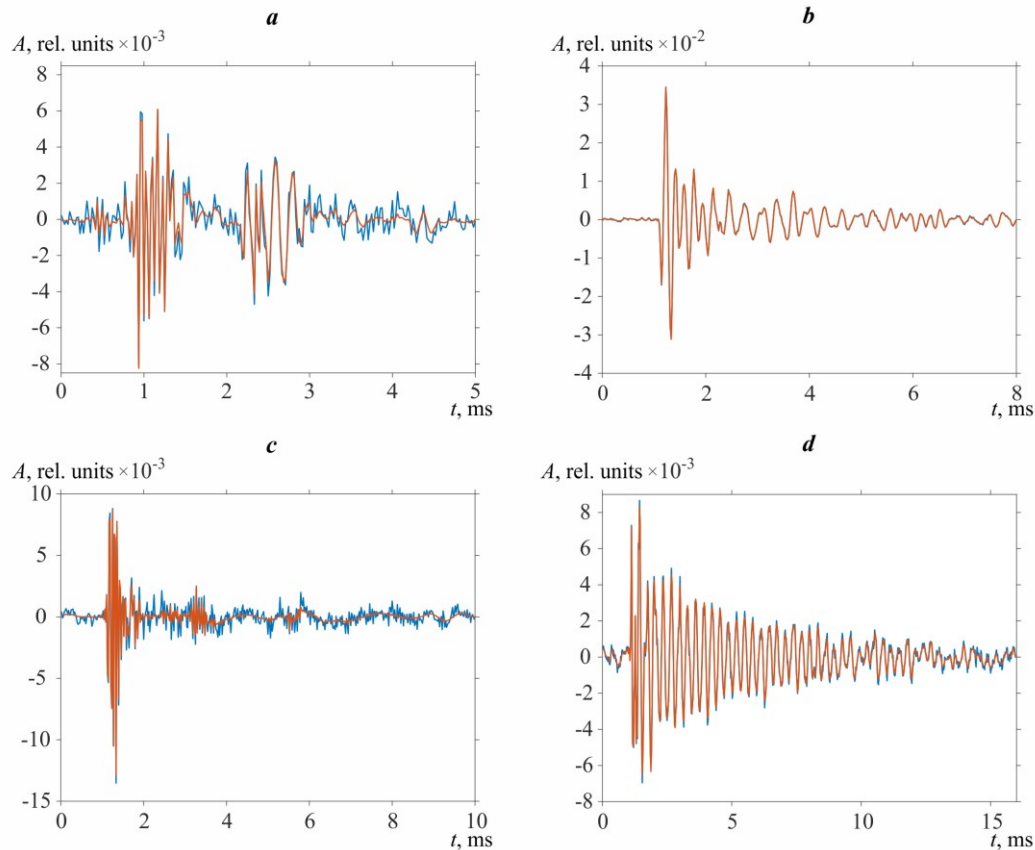 a
A, rel. units ×10-3
8
6
4
2
0
-2
-4
-6
-8
0 1 2 3 4 5
t, ms
b
A, rel. units ×10-2
4
3
2
1
0
-1
-2
-3
-4
0 2 4 6 8
t, ms
c
A, rel. units ×10-3
10
5
0
-5
-10
-15
0 2 4 6 8 10
t, ms
d
A, rel. units ×10-3
8
6
4
2
0
-2
-4
-6
-8
0 5 10 15
t, ms